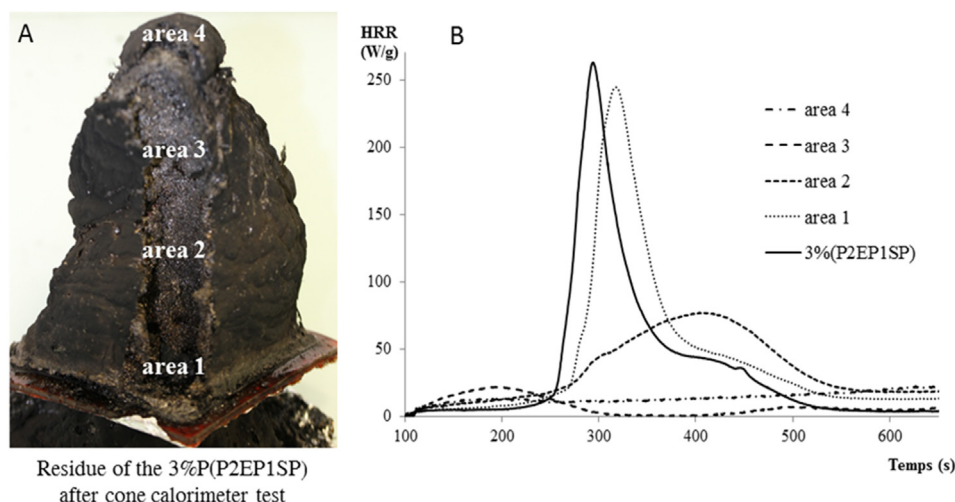 A
area 4
area 3
area 2
area 1
Residue of the 3%P(P2EP1SP)
after cone calorimeter test
B
HRR
(W/g)
250
200
150
100
50
0
100
200
300
400
500
600
Temps (s)
area 4
area 3
area 2
area 1
3%(P2EP1SP)